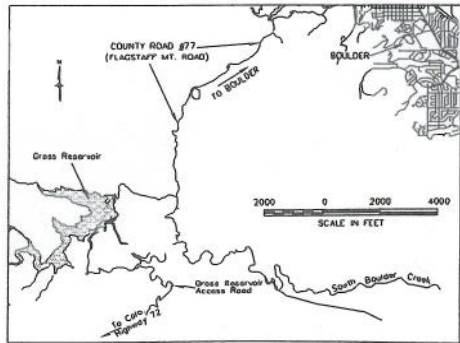 COUNTY ROAD #77
(FLAGSTAFF MT. ROAD)
BOULDER
TO BOULDER
N
Gross Reservoir
2000 0 2000 4000
SCALE IN FEET
Gross Reservoir
Access Road
South Boulder Creek
To Colo.
Highway 72